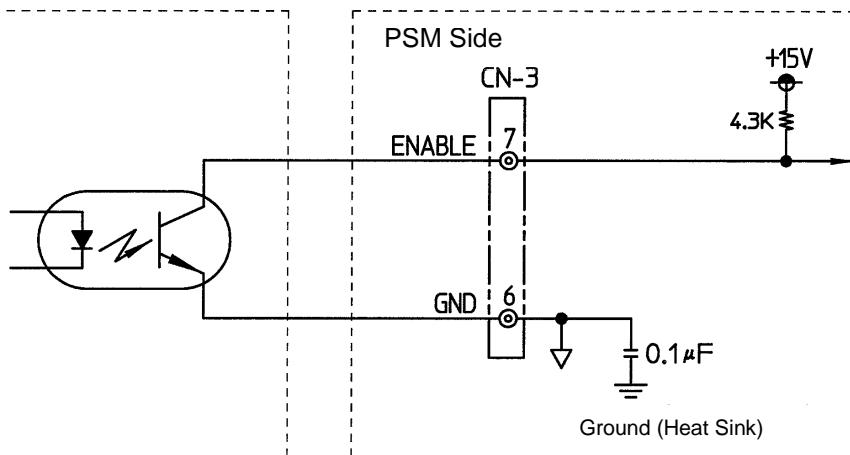 PSM Side
CN-3
+15V
4.3K
ENABLE
7
GND
6
0.1μF
Ground (Heat Sink)